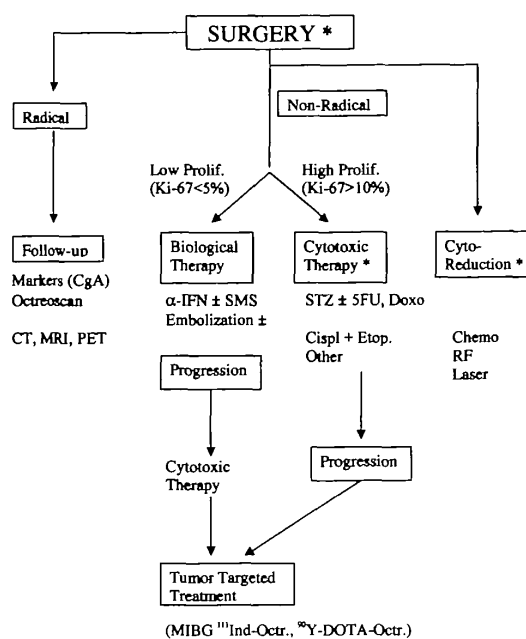 SURGERY *
Radical
Non-Radical
Low Prolif.
(Ki-67<5%)
High Prolif.
(Ki-67>10%)
Follow-up
Markers (CgA)
Octreoscan
CT, MRI, PET
Biological
Therapy
α-IFN ± SMS
Embolization ±
Progression
Cytotoxic
Therapy
Cytotoxic
Therapy *
STZ ± 5FU, Doxo
Cispl + Etop.
Other
Progression
Cyto-
Reduction *
Chemo
RF
Laser
Tumor Targeted
Treatment
(MIBG ¹¹¹Ind-Octr., ⁹⁰Y-DOTA-Octr.)